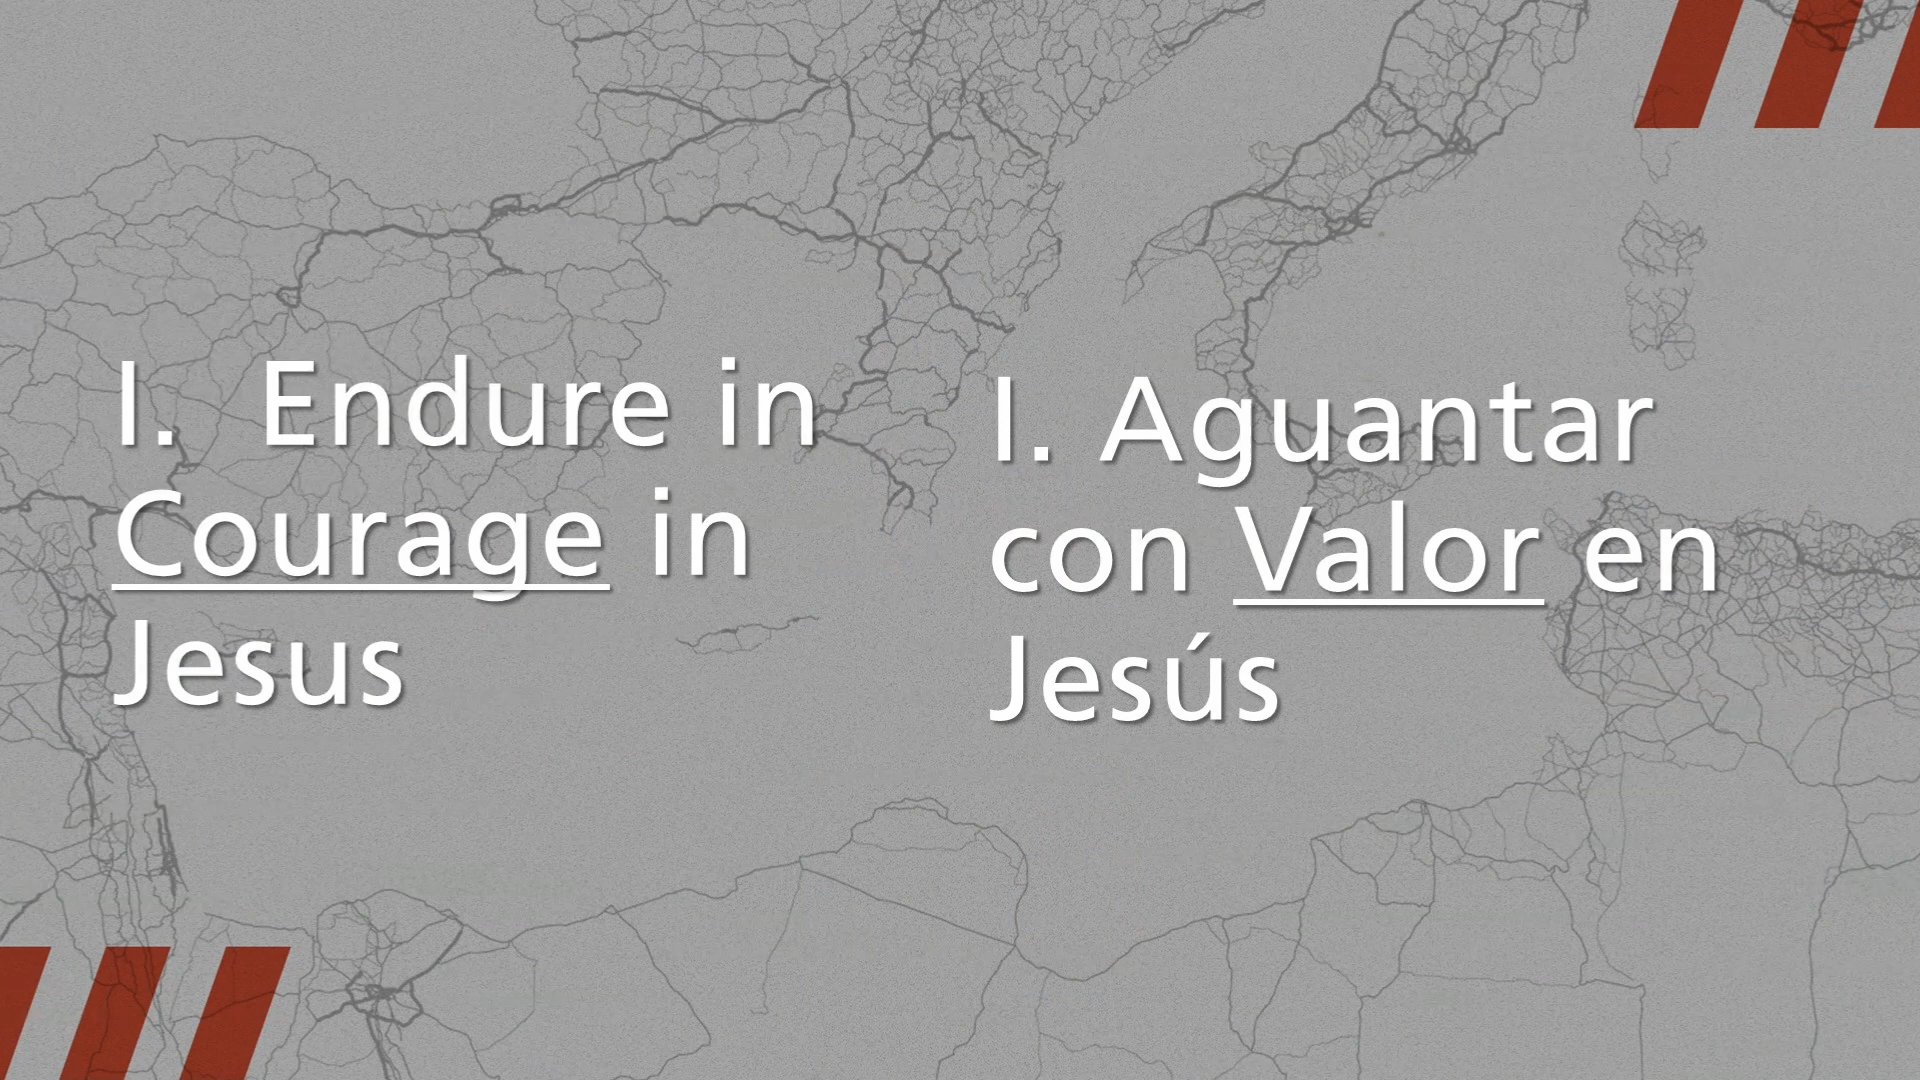 I.  Endure in
Courage in
Jesus
I. Aguantar
con Valor en
Jesús